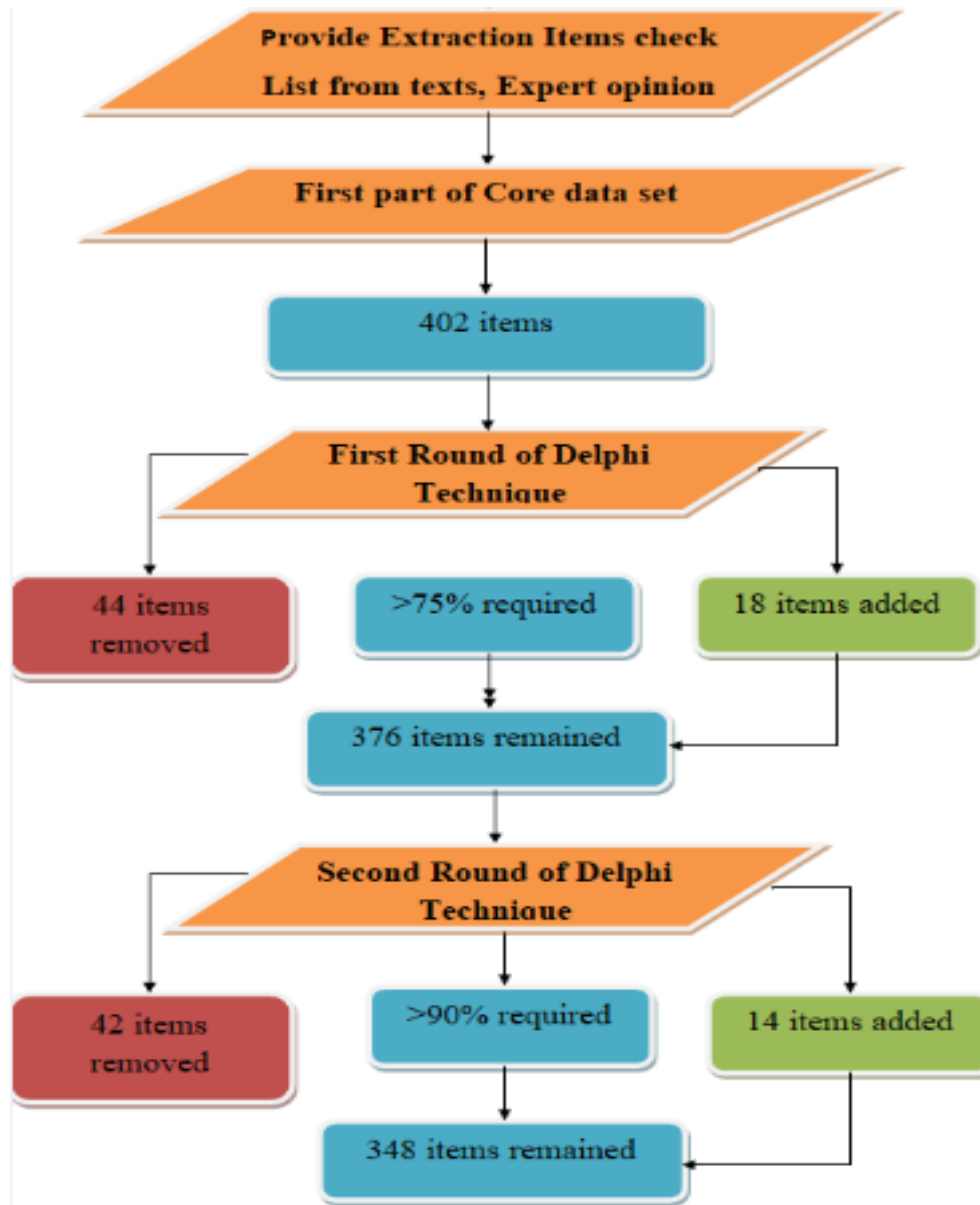 Provide Extraction Items check
List from texts, Expert opinion
First part of Core data set
402 items
First Round of Delphi
Technique
44 items
removed
>75% required
18 items added
376 items remained
Second Round of Delphi
Technique
42 items
removed
>90% required
14 items added
348 items remained